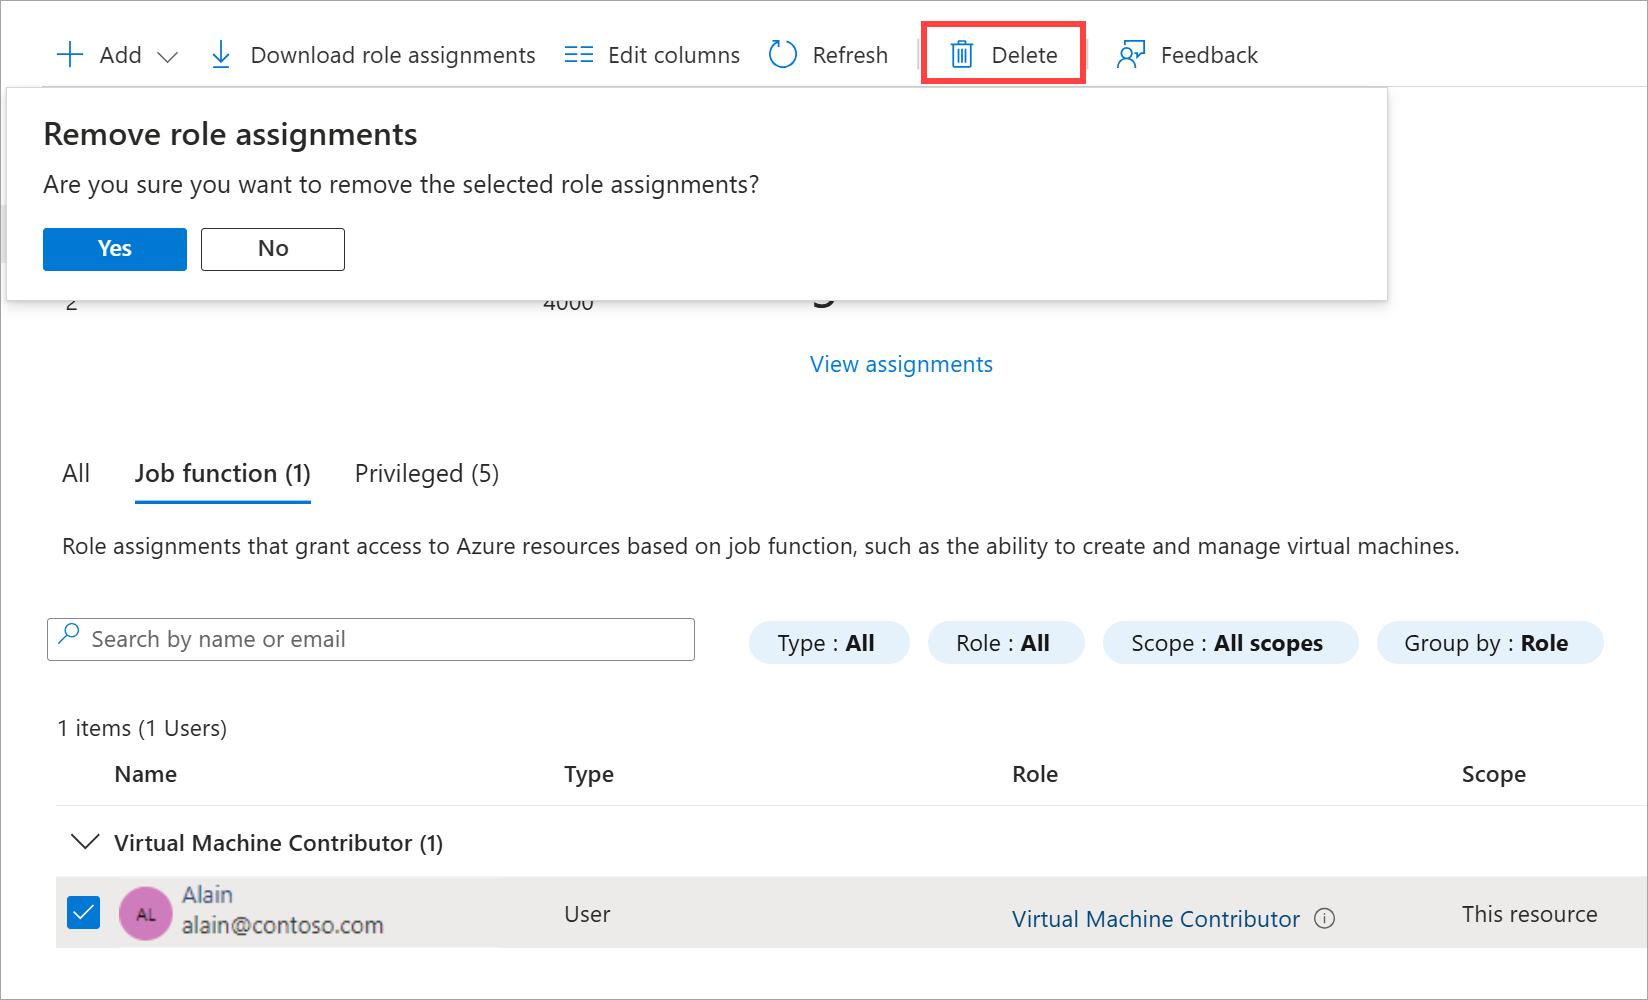 Add
Download role assignments
Edit columns
Refresh
Delete
Feedback
Remove role assignments
Are you sure you want to remove the selected role assignments?
Yes
No
2
4000
View assignments
All
Job function (1)
Privileged (5)
Role assignments that grant access to Azure resources based on job function, such as the ability to create and manage virtual machines.
Search by name or email
Type : All
Role : All
Scope : All scopes
Group by : Role
1 items (1 Users)
Name
Type
Role
Scope
Virtual Machine Contributor (1)
AL
Alain
alain@contoso.com
User
Virtual Machine Contributor
This resource